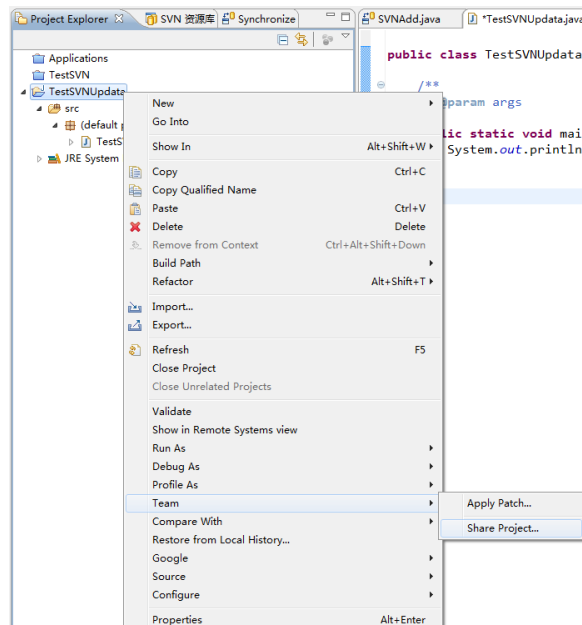 Project Explorer SVN 资源库 Synchronize SVNAdd.java *TestSVNUpdata.java
Applications
TestSVN
TestSVNUpdata
src
(default p
TestS
JRE System
public class TestSVNUpdata
/**
@param args
lic static void mai
System.out.println
New
Go Into
Show In Alt+Shift+W
Copy Ctrl+C
Copy Qualified Name
Paste Ctrl+V
Delete Delete
Remove from Context Ctrl+Alt+Shift+Down
Build Path
Refactor Alt+Shift+T
Import...
Export...
Refresh F5
Close Project
Close Unrelated Projects
Validate
Show in Remote Systems view
Run As
Debug As
Profile As
Team
Compare With
Restore from Local History...
Google
Source
Configure
Properties Alt+Enter
Apply Patch...
Share Project...